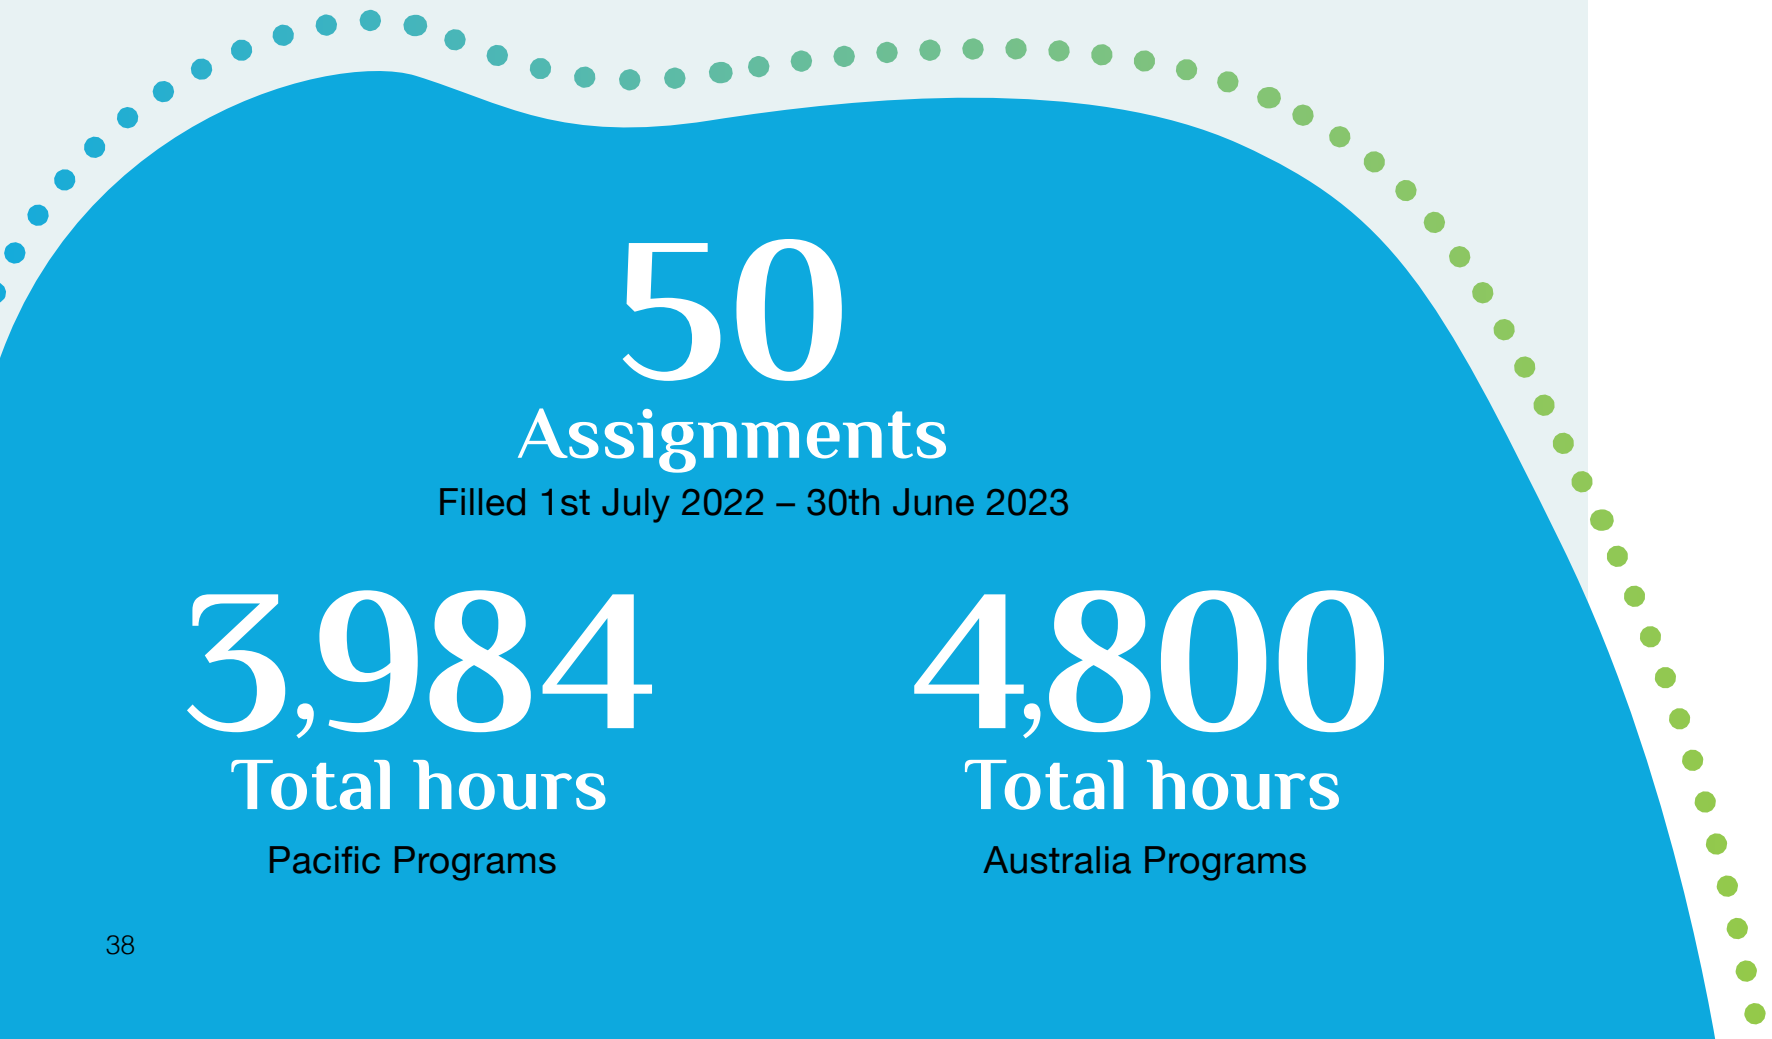 50
Assignments
Filled 1st July 2022 – 30th June 2023
3,984
Total hours
Pacific Programs
4,800
Total hours
Australia Programs
38